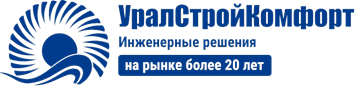 УралСтройКомфорт
Инженерные решения
на рынке более 20 лет